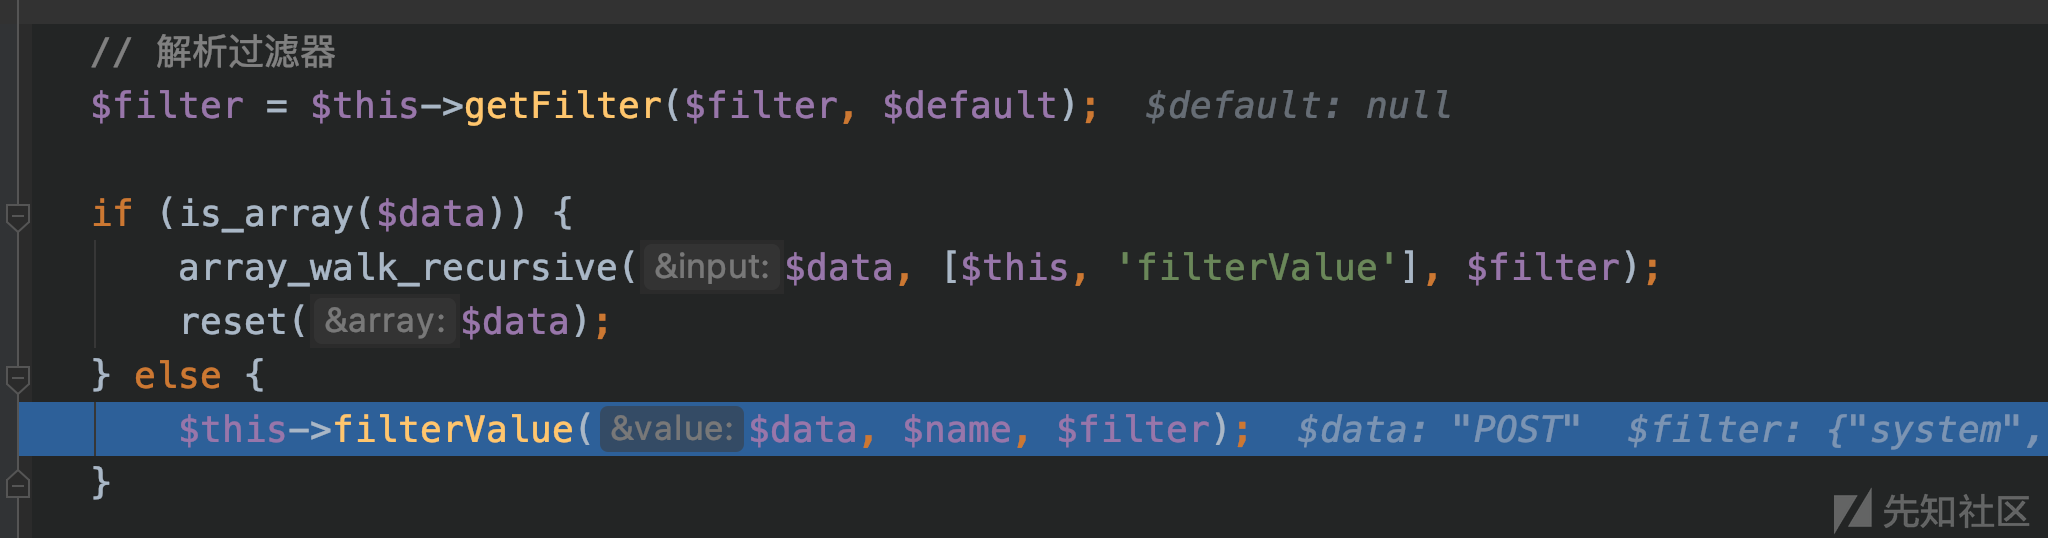 // 解析过滤器
$filter = $this->getFilter($filter, $default);  $default: null
if (is_array($data)) {
array_walk_recursive( &input: $data, [$this, 'filterValue'], $filter);
reset( &array: $data);
} else {
$this->filterValue( &value: $data, $name, $filter);  $data: "POST"  $filter: {"system",
}
先知社区